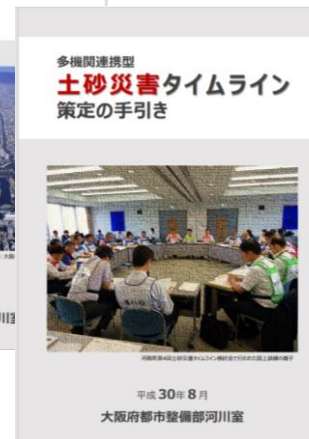 多機関連携型
土砂災害タイムライン
策定の手引き
平成30年8月
大阪府都市整備部河川室